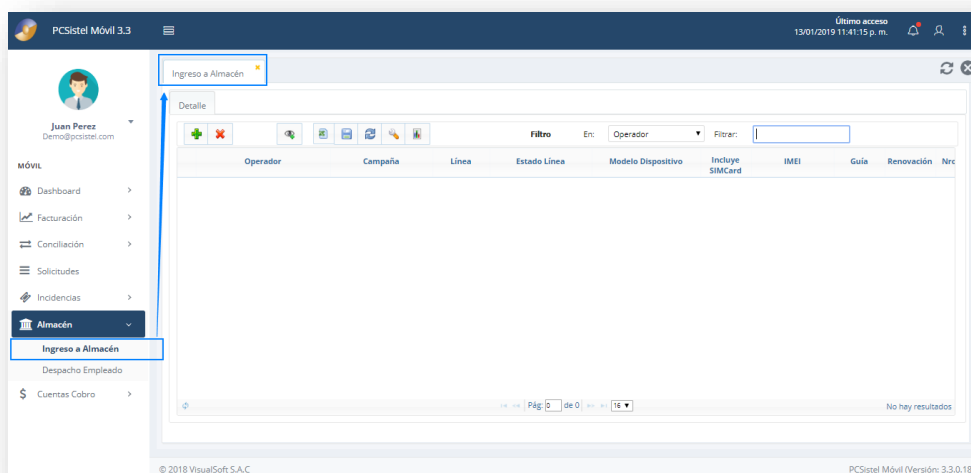 PCSistel Móvil 3.3
Último acceso
13/01/2019 11:41:15 p. m.
Juan Perez
Demo@pcsistel.com
MÓVIL
Dashboard
Facturación
Conciliación
Solicitudes
Incidencias
Almacén
Ingreso a Almacén
Despacho Empleado
Cuentas Cobro
Ingreso a Almacén
Detalle
Filtro En: Operador Filtrar:
Operador Campaña Línea Estado Línea Modelo Dispositivo Incluye SIMCard IMEI Guía Renovación Nro
Pág: 0 de 0 16
No hay resultados
© 2018 VisualSoft S.A.C
PCSistel Móvil (Versión: 3.3.0.18